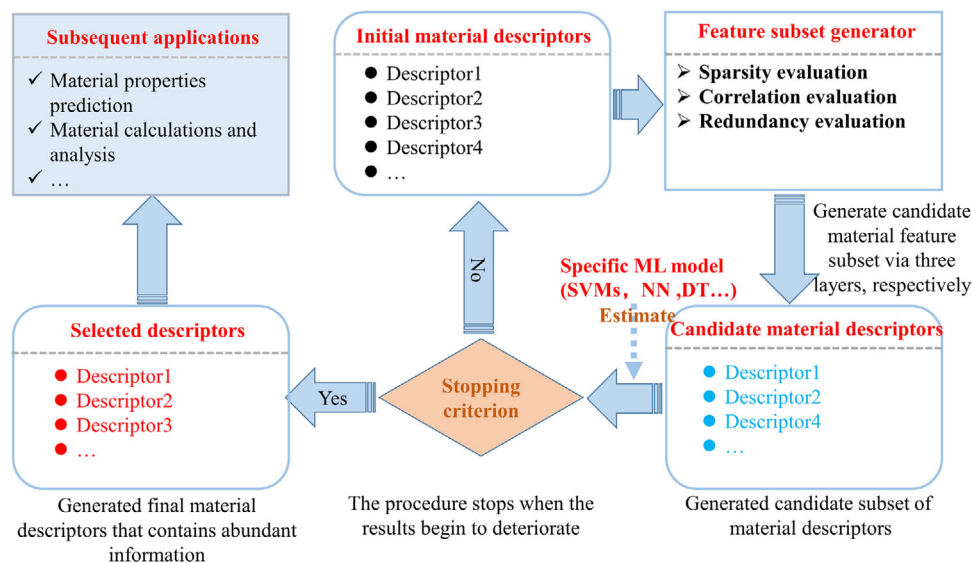 Subsequent applications
✓ Material properties
prediction
✓ Material calculations and
analysis
✓ …
Initial material descriptors
● Descriptor1
● Descriptor2
● Descriptor3
● Descriptor4
● …
Feature subset generator
➢ Sparsity evaluation
➢ Correlation evaluation
➢ Redundancy evaluation
Generate candidate
material feature
subset via three
layers, respectively
Candidate material descriptors
● Descriptor1
● Descriptor2
● Descriptor4
● …
Generated candidate subset of
material descriptors
Specific ML model
(SVMs，NN ,DT…)
Estimate
Stopping
criterion
No
Yes
The procedure stops when the
results begin to deteriorate
Selected descriptors
● Descriptor1
● Descriptor2
● Descriptor3
● …
Generated final material
descriptors that contains abundant
information